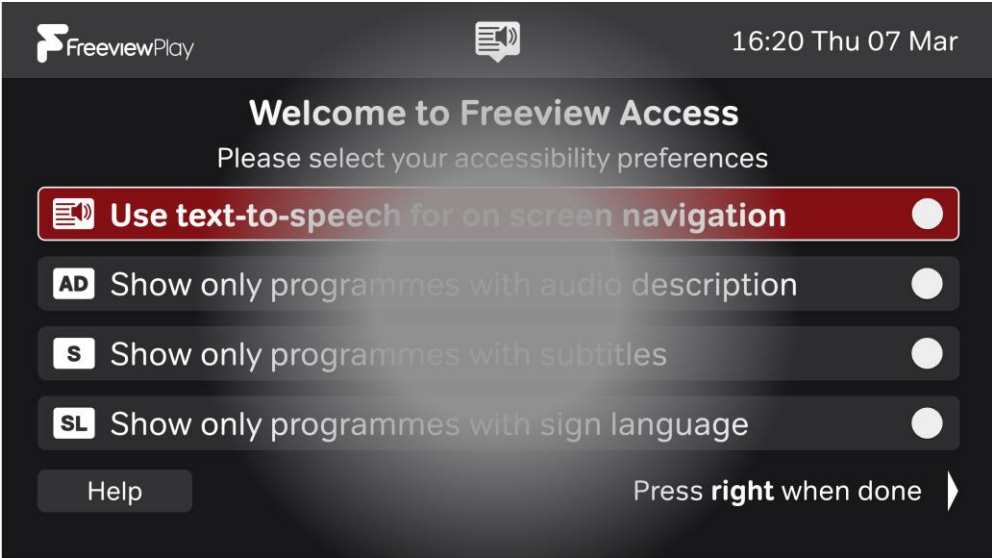 FreeviewPlay
16:20 Thu 07 Mar
Welcome to Freeview Access
Please select your accessibility preferences
Use text-to-speech for on screen navigation
AD Show only programmes with audio description
S Show only programmes with subtitles
SL Show only programmes with sign language
Help
Press right when done